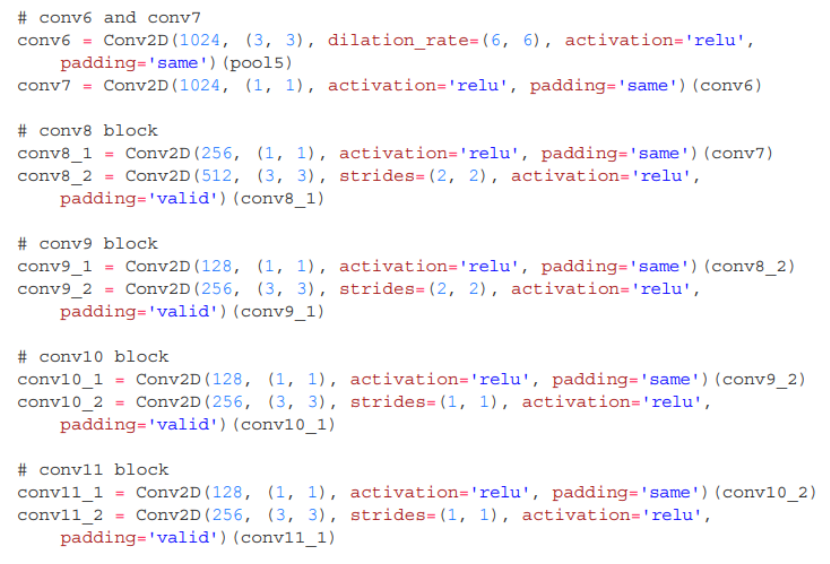 # conv6 and conv7
conv6 = Conv2D(1024, (3, 3), dilation_rate=(6, 6), activation='relu',
    padding='same')(pool5)
conv7 = Conv2D(1024, (1, 1), activation='relu', padding='same')(conv6)

# conv8 block
conv8_1 = Conv2D(256, (1, 1), activation='relu', padding='same')(conv7)
conv8_2 = Conv2D(512, (3, 3), strides=(2, 2), activation='relu',
    padding='valid')(conv8_1)

# conv9 block
conv9_1 = Conv2D(128, (1, 1), activation='relu', padding='same')(conv8_2)
conv9_2 = Conv2D(256, (3, 3), strides=(2, 2), activation='relu',
    padding='valid')(conv9_1)

# conv10 block
conv10_1 = Conv2D(128, (1, 1), activation='relu', padding='same')(conv9_2)
conv10_2 = Conv2D(256, (3, 3), strides=(1, 1), activation='relu',
    padding='valid')(conv10_1)

# conv11 block
conv11_1 = Conv2D(128, (1, 1), activation='relu', padding='same')(conv10_2)
conv11_2 = Conv2D(256, (3, 3), strides=(1, 1), activation='relu',
    padding='valid')(conv11_1)